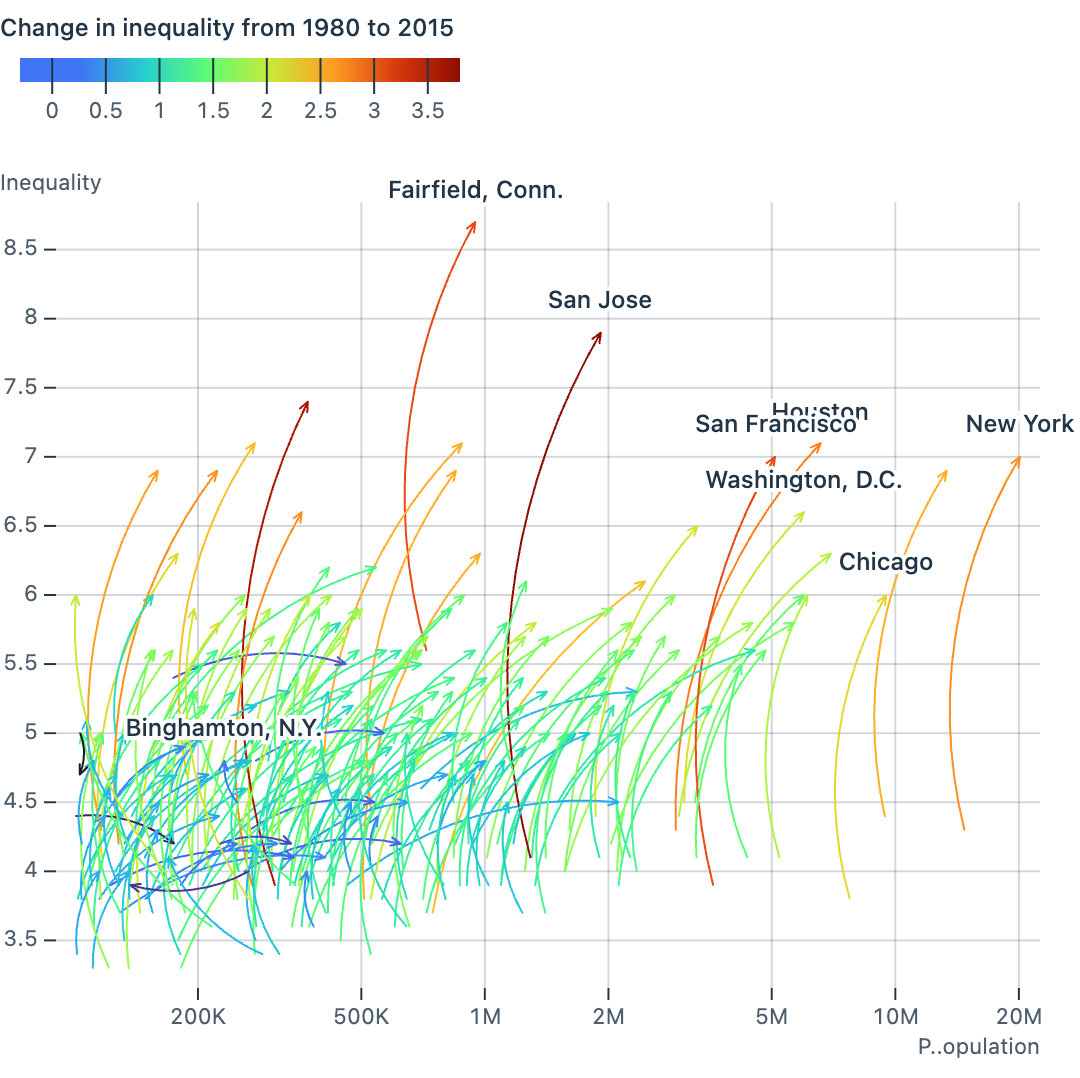 Change in inequality from 1980 to 2015
0 0.5 1 1.5 2 2.5 3 3.5
Inequality
Fairfield, Conn.
8.5
San Jose
8
7.5
Houston
San Francisco
New York
7
Washington, D.C.
6.5
Chicago
6
5.5
Binghamton, N.Y.
5
4.5
4
3.5
200K 500K 1M 2M 5M 10M 20M
P..opulation